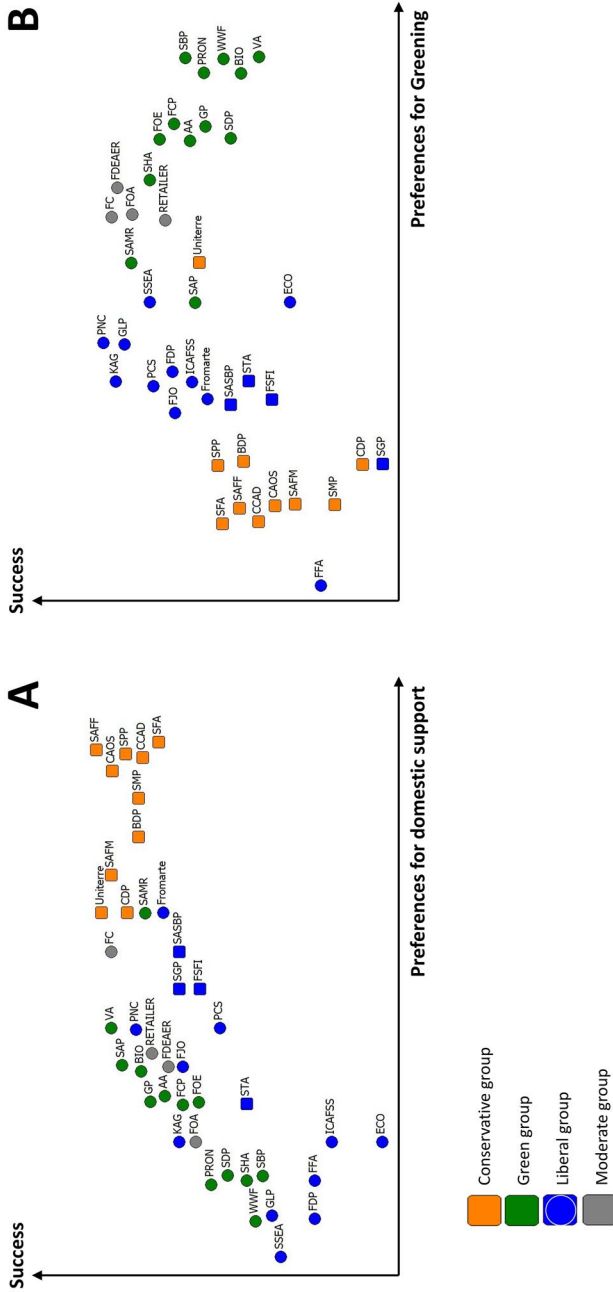 A
Success
SSEA
FDP
GLP
WWF
PRON
SDP
SHA
SBP
FFA
KAG
FOA
ICAFSS
ECO
GP
AA
FCP
FOE
STA
SAP
BIO
RETAILER
FDEAER
FJO
VA
PNC
PCS
SGP
FSFI
FC
SASBP
Uniterre
SAFM
CDP
SAMR
Fromarte
BDP
SMP
SAFF
CAOS
SPP
CCAD
SFA
Preferences for domestic support
B
Success
FFA
SFA
SAFF
CCAD
CAOS
SAFM
SMP
SPP
BDP
CDP
SGP
PNC
KAG
GLP
PCS
FDP
FJO
ICAFSS
Fromarte
SASBP
STA
FSFI
SAMR
SSEA
SAP
Uniterre
ECO
FC
FDEAER
FOA
RETAILER
SHA
FOE
FCP
AA
GP
SDP
SBP
PRON
WWF
BIO
VA
Preferences for Greening
Conservative group
Green group
Liberal group
Moderate group